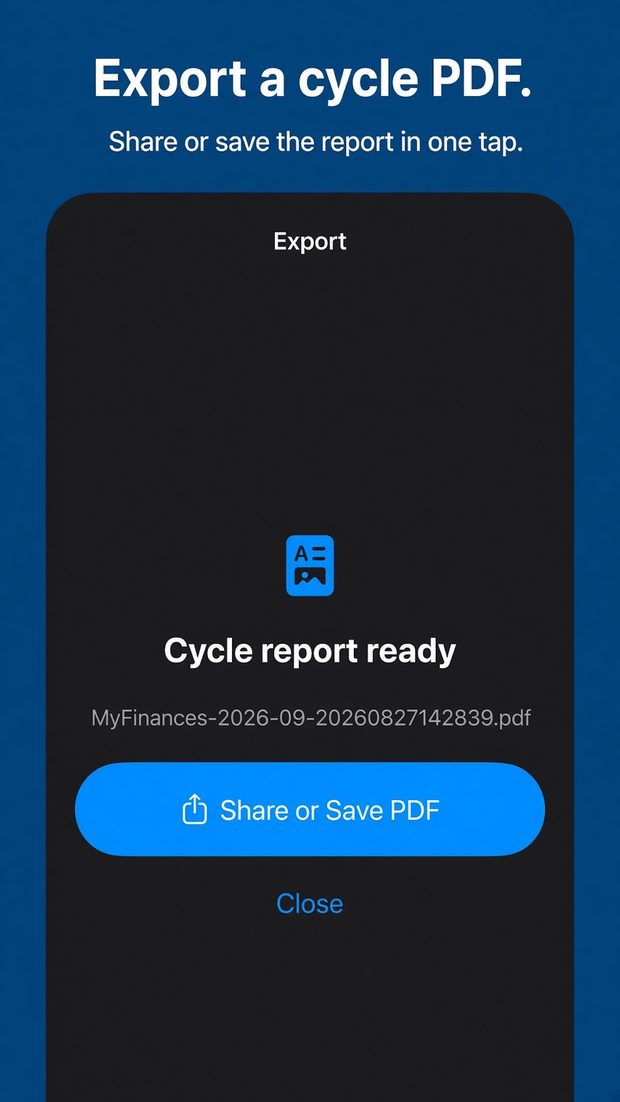 Export a cycle PDF.
Share or save the report in one tap.
Export
A
Cycle report ready
MyFinances-2026-09-20260827142839.pdf
Share or Save PDF
Close